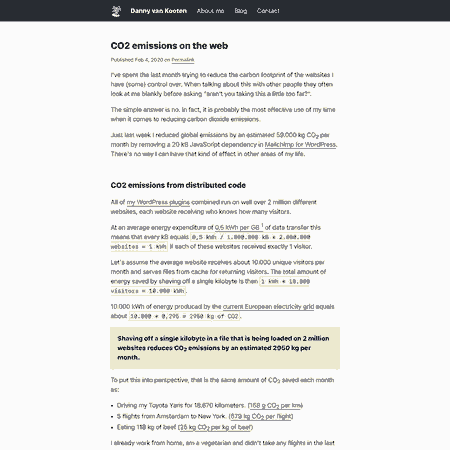 Danny van Kooten About me Blog Contact
CO2 emissions on the web
Published Feb 4, 2020 on Permalink
I've spent the last month trying to reduce the carbon footprint of the websites I
have (some) control over. When talking about this with other people they often
look at me blankly before asking "aren't you taking this a little too far?".
The simple answer is no. In fact, it is probably the most effective use of my time
when it comes to reducing carbon dioxide emissions.
Just last week I reduced global emissions by an estimated 59.000 kg CO2 per
month by removing a 20 kB JavaScript dependency in Mailchimp for WordPress.
There's no way I can have that kind of effect in other areas of my life.
CO2 emissions from distributed code
All of my WordPress plugins combined run on well over 2 million different
websites, each website receiving who knows how many visitors.
At an average energy expenditure of 0,5 kWh per GB 1 of data transfer this
means that every kB equals 0,5 kWh / 1.000.000 kB * 2.000.000
websites = 1 kWh if each of these websites received exactly 1 visitor.
Let's assume the average website receives about 10.000 unique visitors per
month and serves files from cache for returning visitors. The total amount of
energy saved by shaving off a single kilobyte is then 1 kWh * 10.000
visitors = 10.000 kWh.
10.000 kWh of energy produced by the current European electricity grid equals
about 10.000 * 0,295 = 2950 kg of CO2.
Shaving off a single kilobyte in a file that is being loaded on 2 million
websites reduces CO2 emissions by an estimated 2950 kg per
month.
To put this into perspective, that is the same amount of CO2 saved each month
as:
• Driving my Toyota Yaris for 18,670 kilometers. (158 g CO2 per km)
• 5 flights from Amsterdam to New York. (679 kg CO2 per flight)
• Eating 118 kg of beef (25 kg CO2 per kg of beef)
I already work from home, am a vegetarian and didn't take any flights in the last